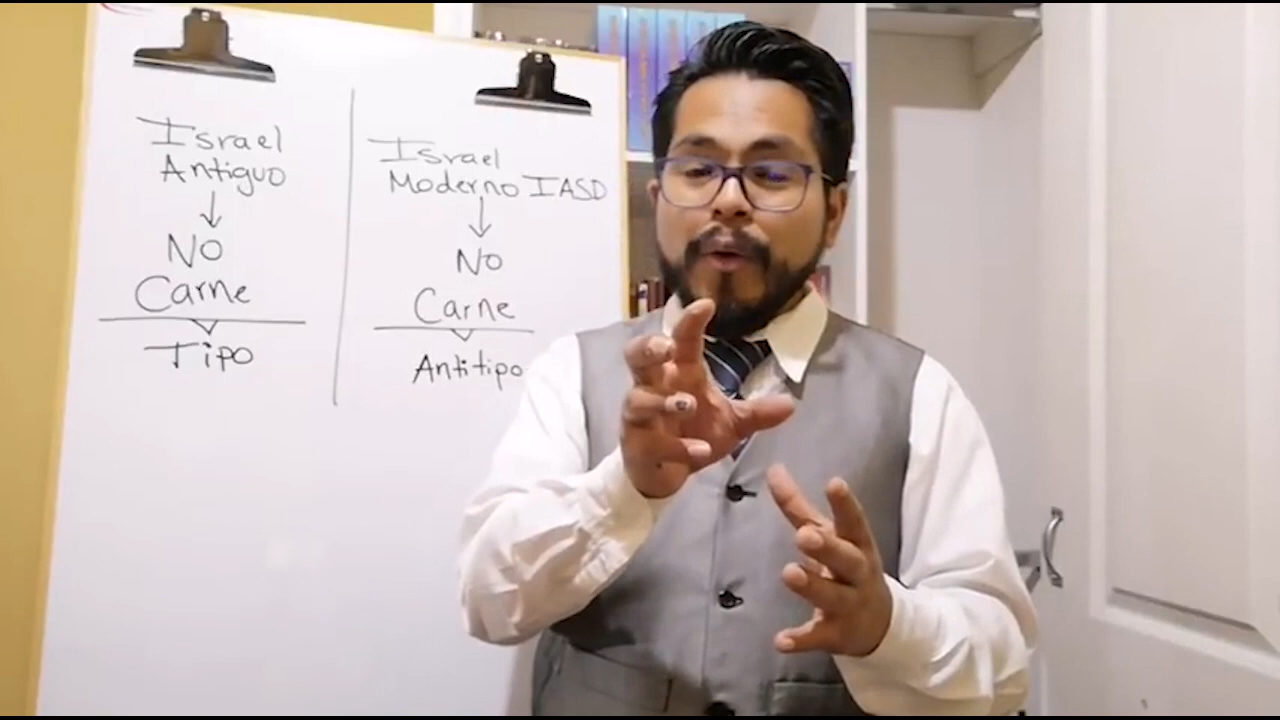 Israel
Antiguo
NO
Carne
Tipo
Israel
Moderno IASD
NO
Carne
Antitipo